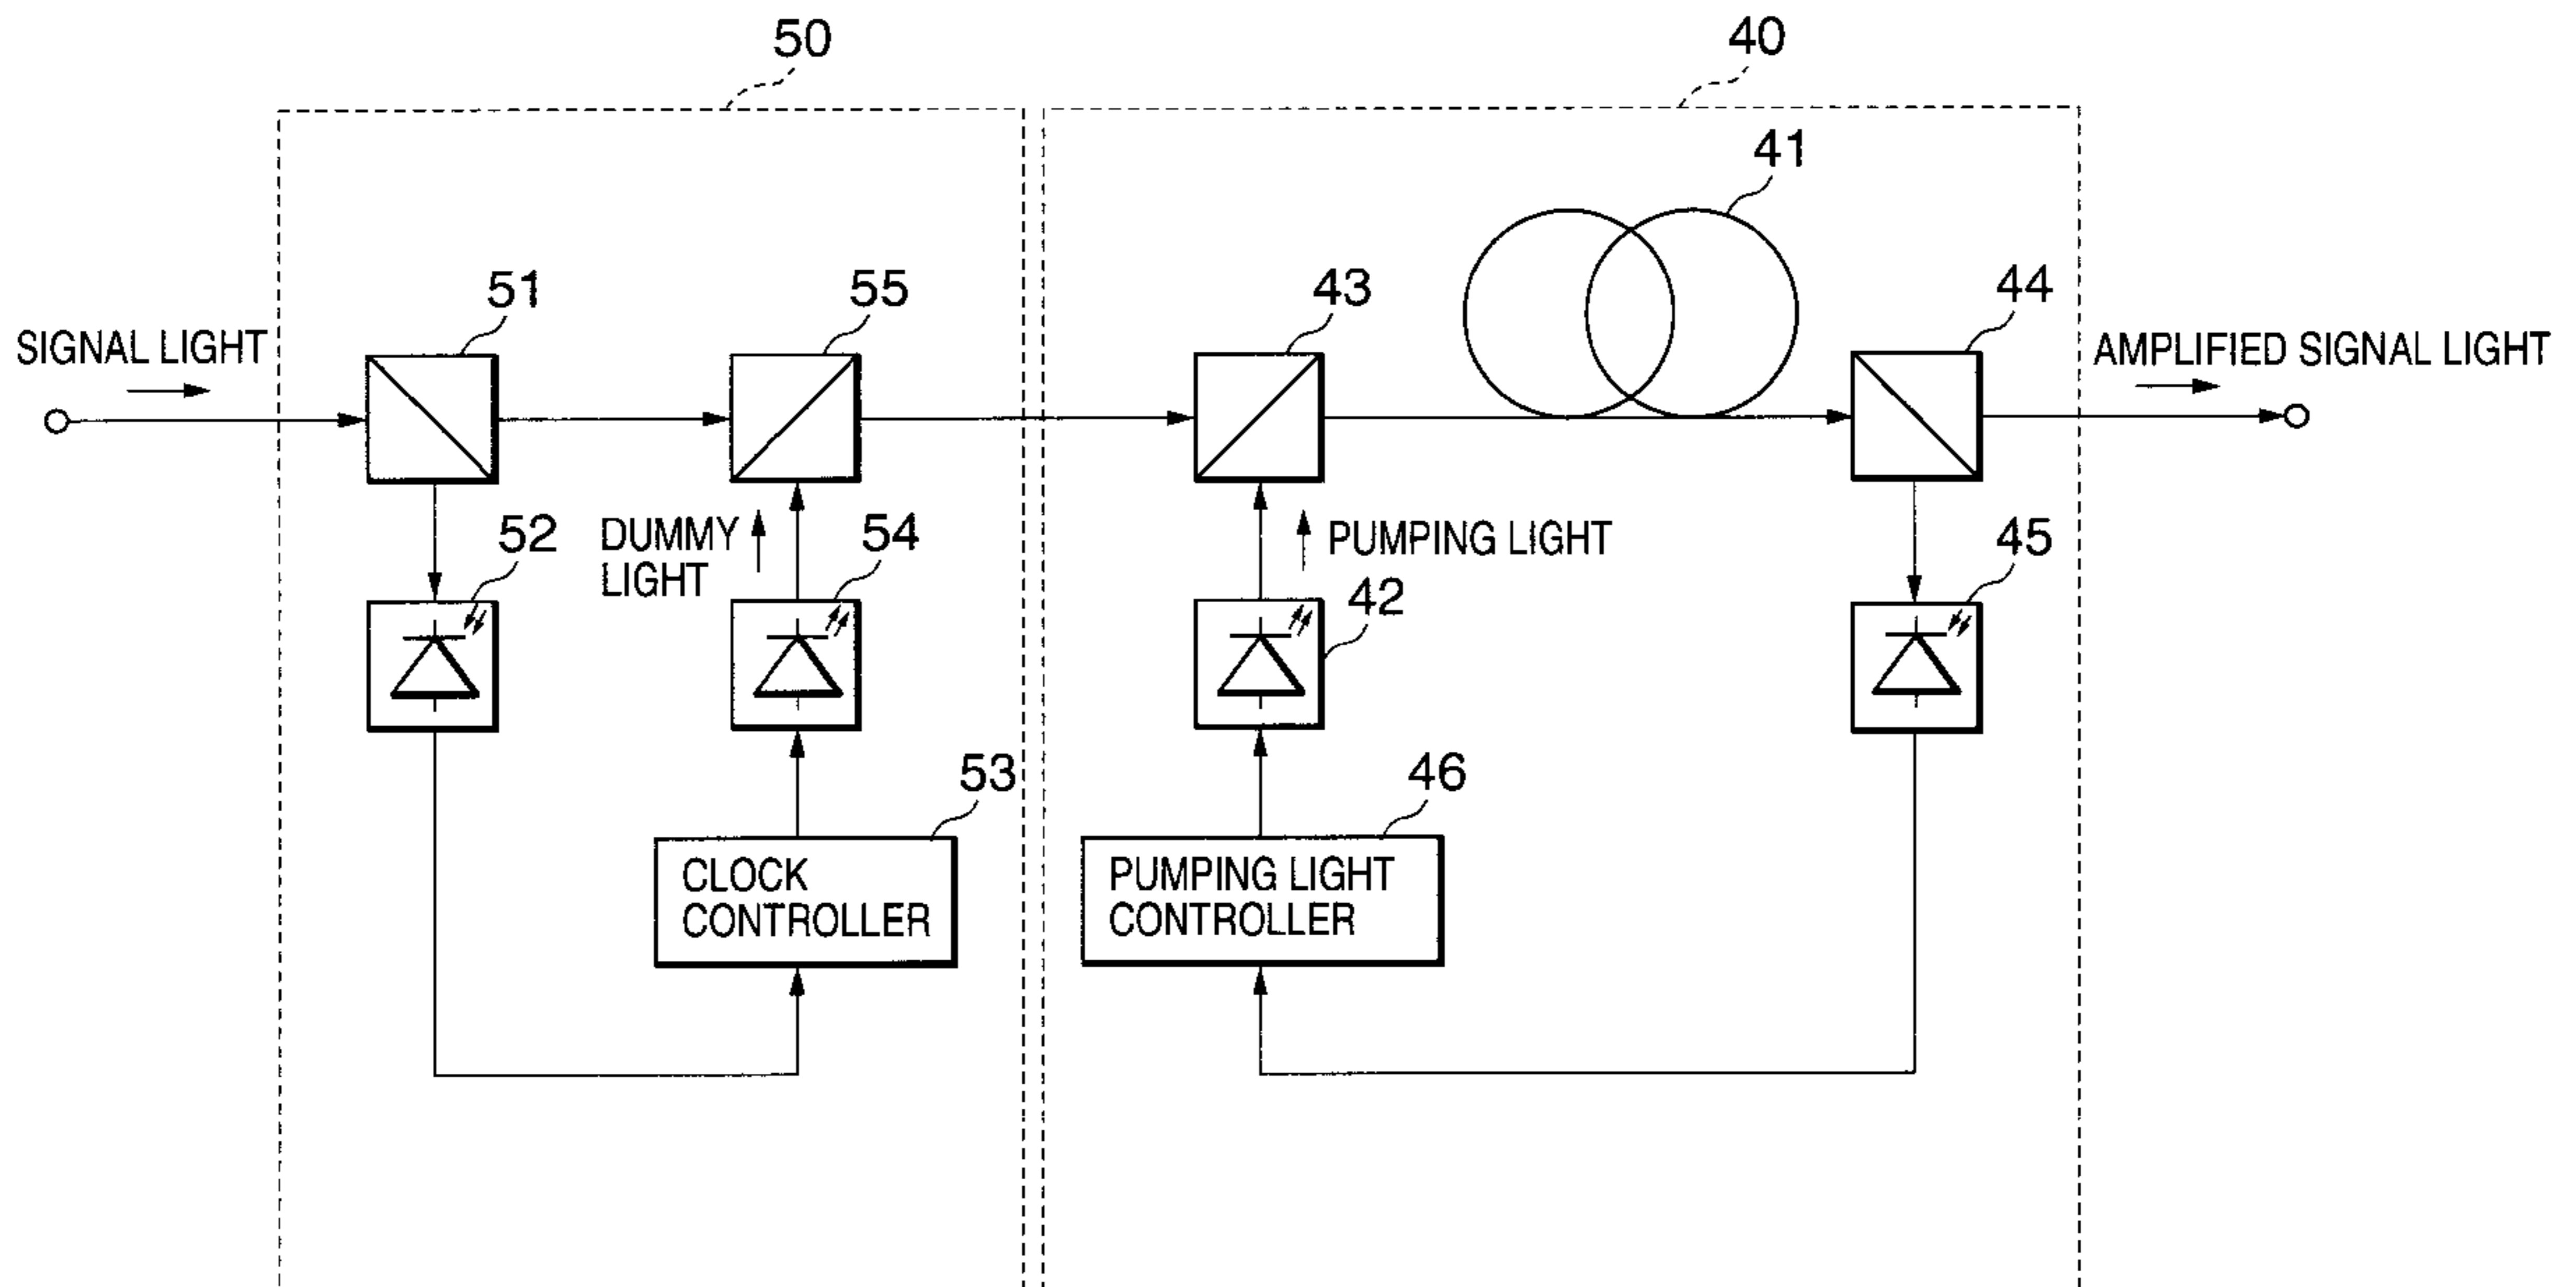 50
40
41
51
55
43
44
SIGNAL LIGHT
AMPLIFIED SIGNAL LIGHT
52
DUMMY
LIGHT
54
PUMPING LIGHT
42
45
53
46
CLOCK
CONTROLLER
PUMPING LIGHT
CONTROLLER